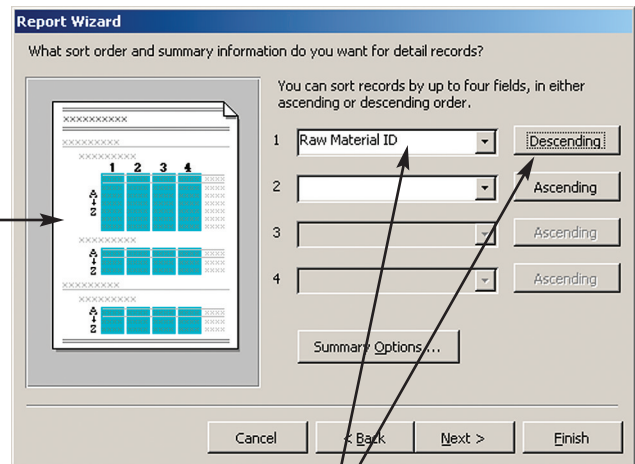 Report Wizard
What sort order and summary information do you want for detail records?
You can sort records by up to four fields, in either
ascending or descending order.
1 Raw Material ID Descending
2 Ascending
3 Ascending
4 Ascending
Summary Options ...
Cancel < Back Next > Finish
XXXXXXXXXX
XXXXXXXXX
XXXXXXXXX
1 2 3 4
A
Z
XXXXXXXXX
A
Z
XXXXXXXXX
XXXXXXXXX
A
Z